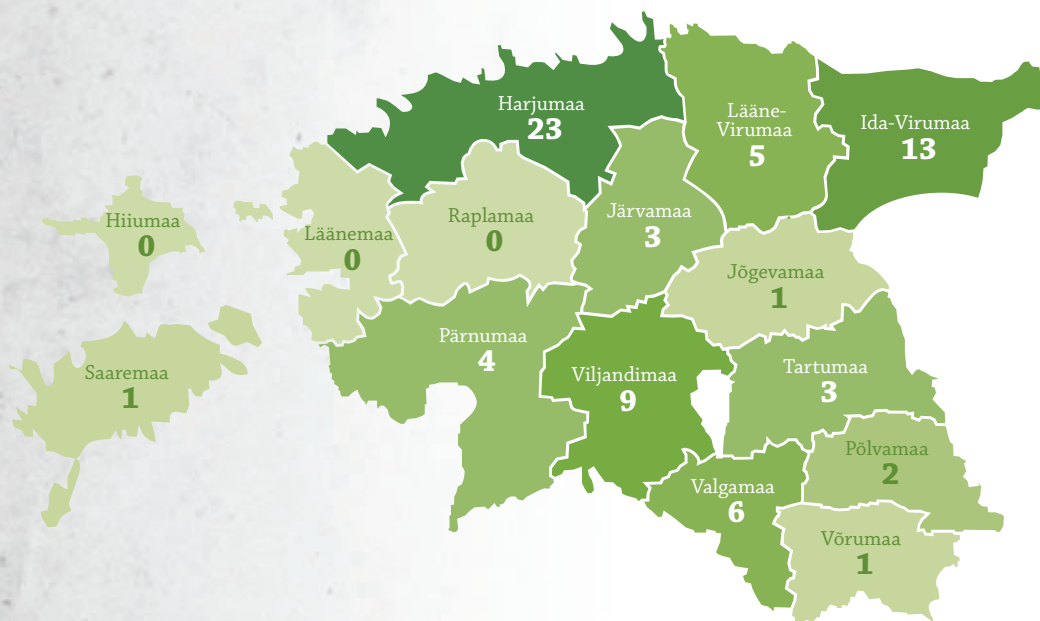 Harjumaa
23
Lääne-
Virumaa
5
Ida-Virumaa
13
Hiiumaa
0
Läänemaa
0
Raplamaa
0
Järvamaa
3
Jõgevamaa
1
Pärnumaa
4
Saaremaa
1
Viljandimaa
9
Tartumaa
3
Põlvamaa
2
Valgamaa
6
Võrumaa
1